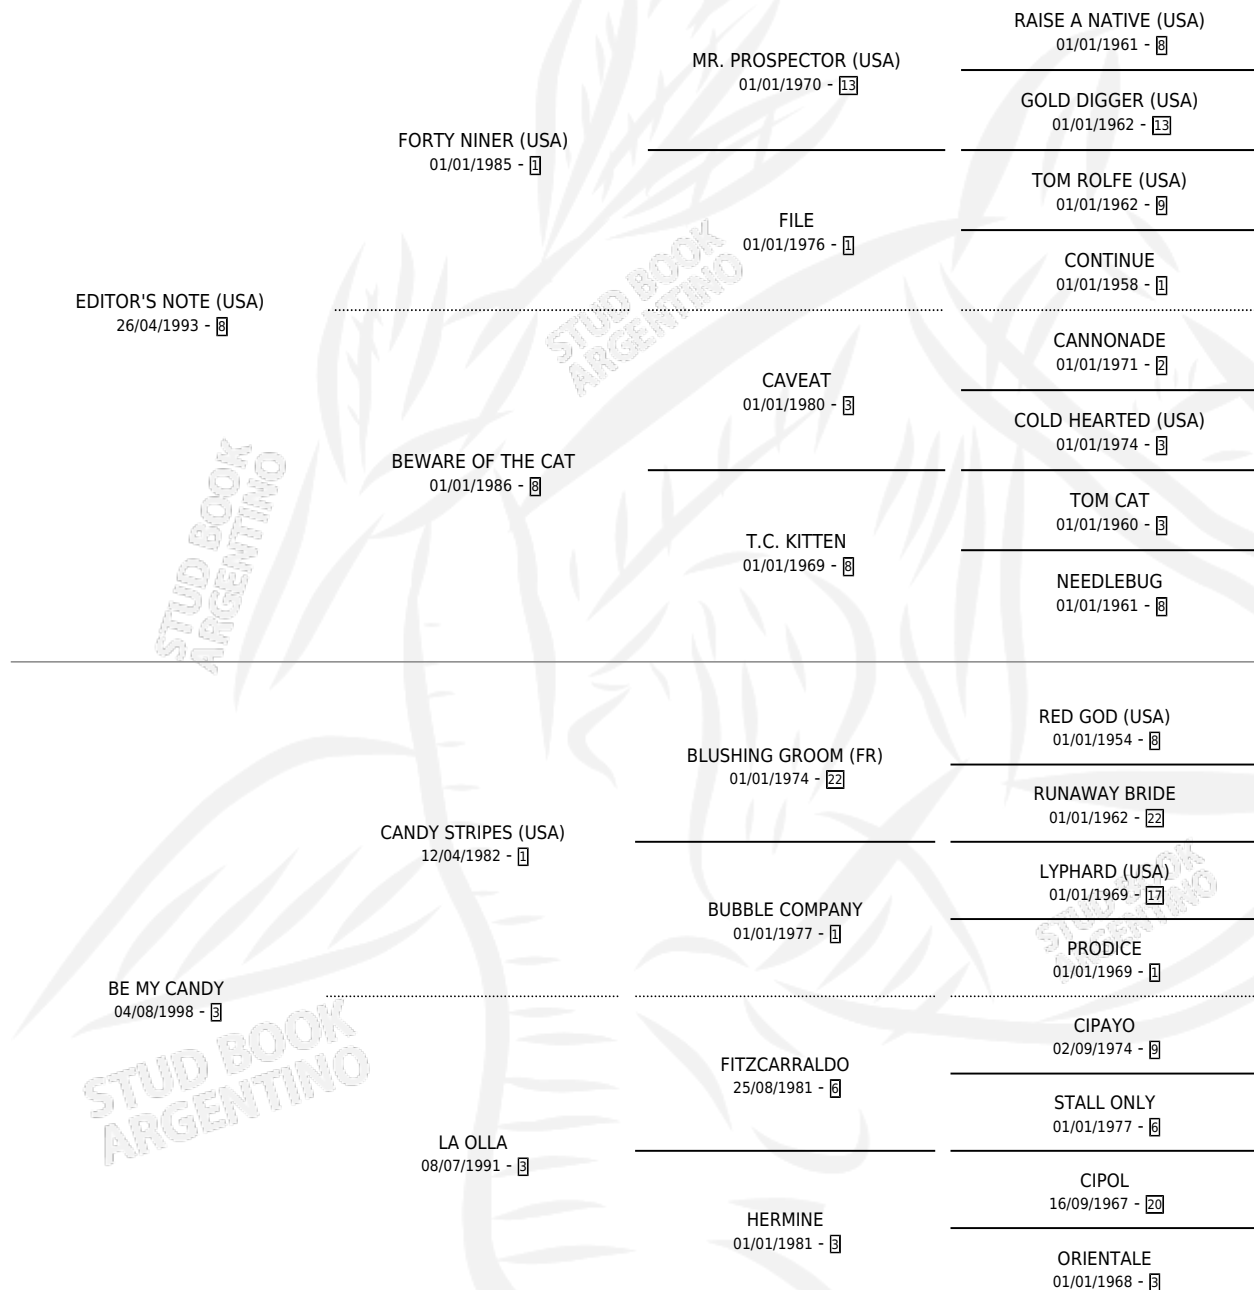 RAISE A NATIVE (USA)
01/01/1961 - 8
MR. PROSPECTOR (USA)
01/01/1970 - 13
GOLD DIGGER (USA)
01/01/1962 - 13
FORTY NINER (USA)
01/01/1985 - 1
TOM ROLFE (USA)
01/01/1962 - 9
FILE
01/01/1976 - 1
CONTINUE
01/01/1958 - 1
EDITOR'S NOTE (USA)
26/04/1993 - 8
CANNONADE
01/01/1971 - 2
CAVEAT
01/01/1980 - 3
COLD HEARTED (USA)
01/01/1974 - 3
BEWARE OF THE CAT
01/01/1986 - 8
TOM CAT
01/01/1960 - 3
T.C. KITTEN
01/01/1969 - 8
NEEDLEBUG
01/01/1961 - 8
RED GOD (USA)
01/01/1954 - 8
BLUSHING GROOM (FR)
01/01/1974 - 22
RUNAWAY BRIDE
01/01/1962 - 22
CANDY STRIPES (USA)
12/04/1982 - 1
LYPHARD (USA)
01/01/1969 - 17
BUBBLE COMPANY
01/01/1977 - 1
PRODICE
01/01/1969 - 1
BE MY CANDY
04/08/1998 - 3
CIPAYO
02/09/1974 - 9
FITZCARRALDO
25/08/1981 - 6
STALL ONLY
01/01/1977 - 6
LA OLLA
08/07/1991 - 3
CIPOL
16/09/1967 - 20
HERMINE
01/01/1981 - 3
ORIENTALE
01/01/1968 - 3
STUD BOOK
ARGENTINO
STUD BOOK
ARGENTINO
STUD BOOK
ARGENTINO
STUD BOOK
ARGENTINO